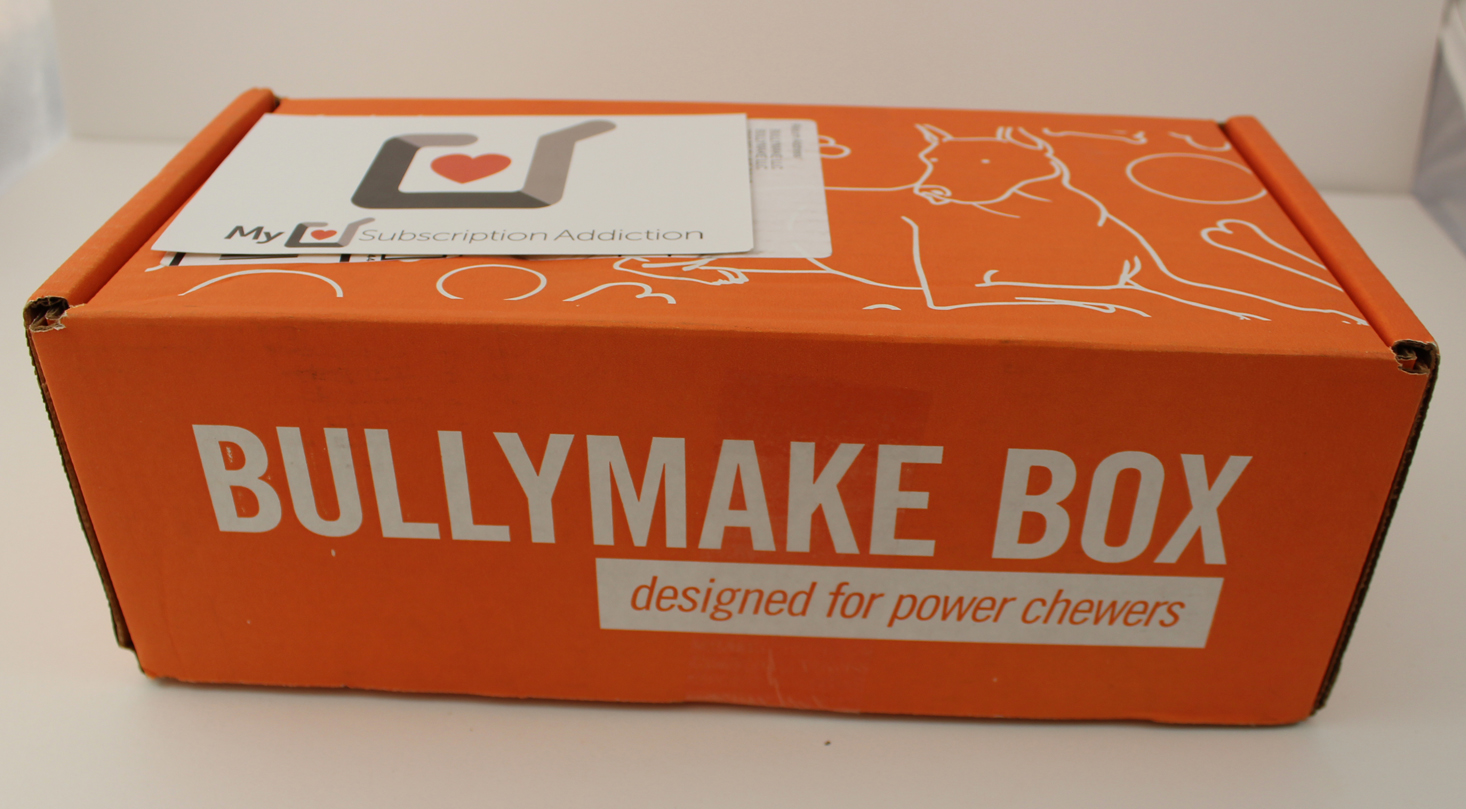 My Subscription Addiction
BULLYMAKE BOX
designed for power chewers